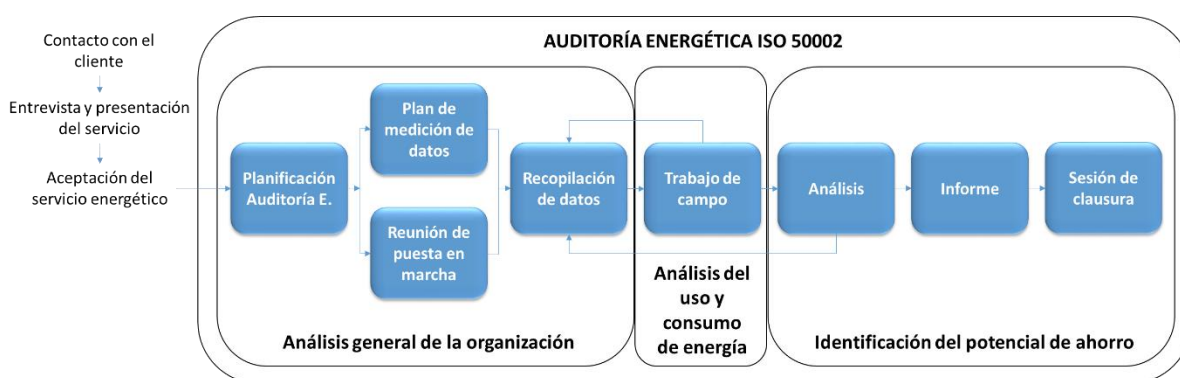 Contacto con el
cliente
Entrevista y presentación
del servicio
Aceptación del
servicio energético
AUDITORÍA ENERGÉTICA ISO 50002
Planificación
Auditoría E.
Plan de
medición de
datos
Reunión de
puesta en
marcha
Recopilación
de datos
Análisis general de la organización
Trabajo de
campo
Análisis del
uso y
consumo
de energía
Análisis
Informe
Sesión de
clausura
Identificación del potencial de ahorro